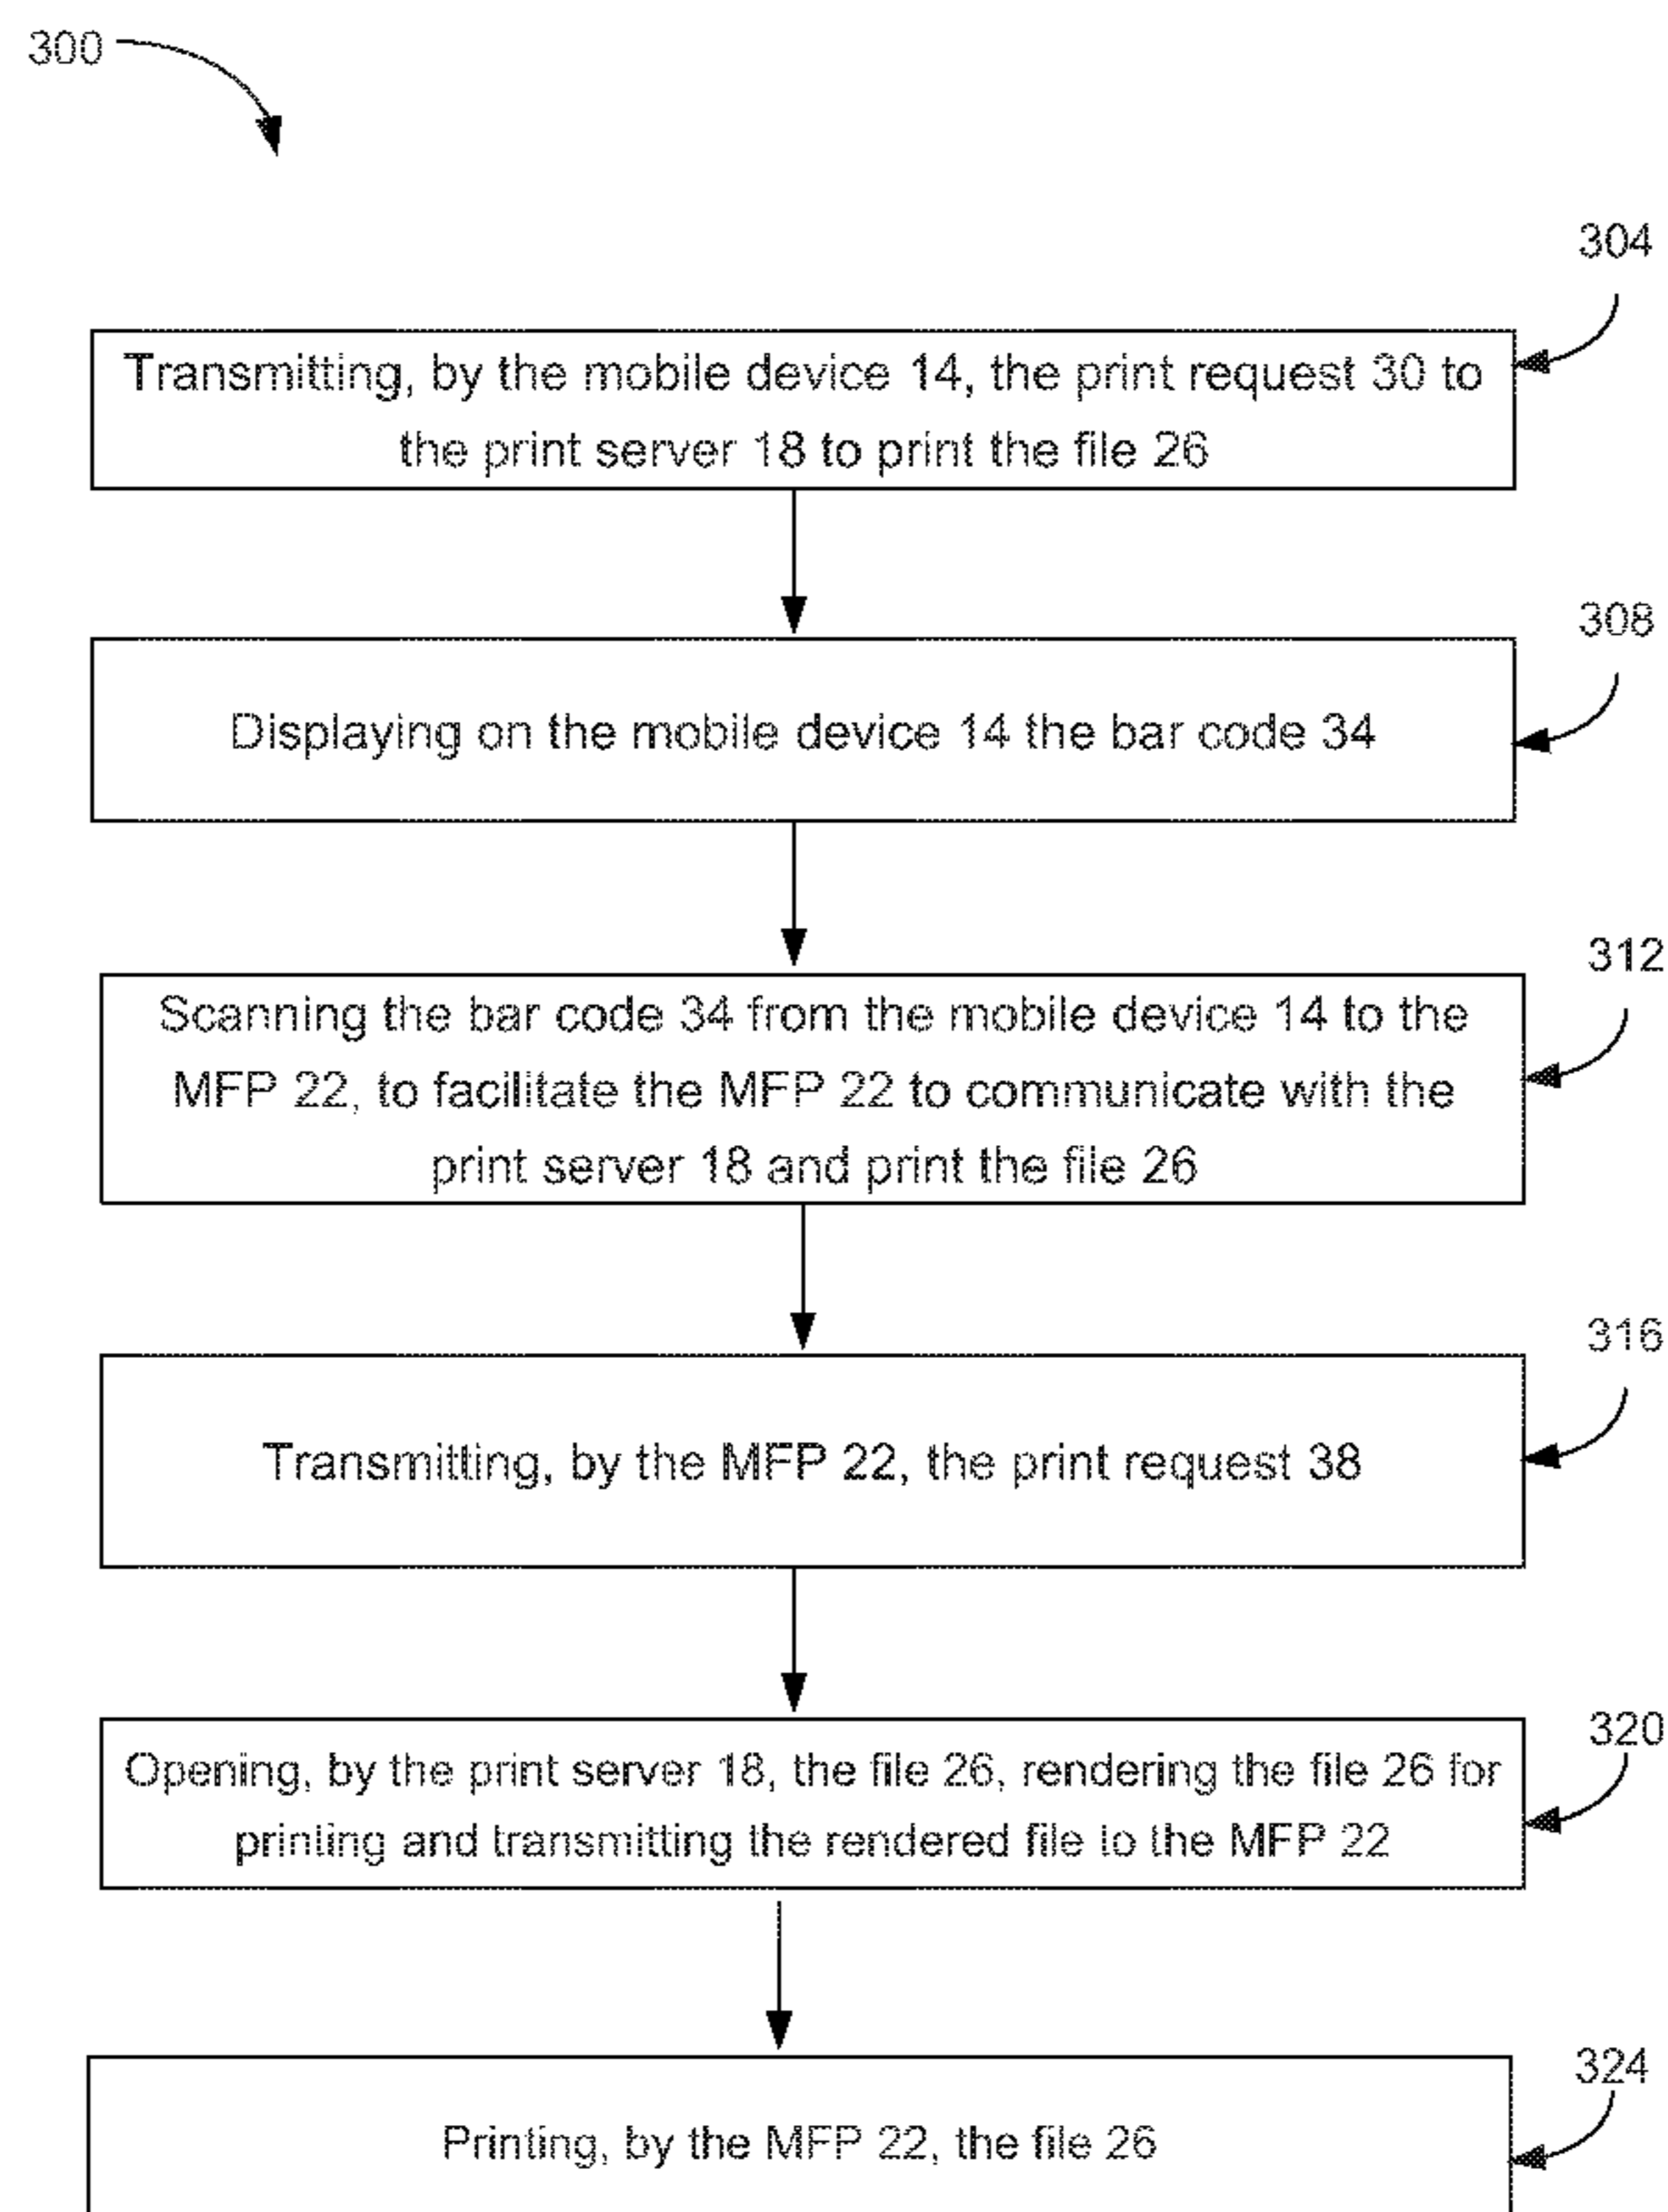 300
304
Transmitting, by the mobile device 14, the print request 30 to
the print server 18 to print the file 26
308
Displaying on the mobile device 14 the bar code 34
312
Scanning the bar code 34 from the mobile device 14 to the
MFP 22, to facilitate the MFP 22 to communicate with the
print server 18 and print the file 26
316
Transmitting, by the MFP 22, the print request 38
320
Opening, by the print server 18, the file 26, rendering the file 26 for
printing and transmitting the rendered file to the MFP 22
324
Printing, by the MFP 22, the file 26